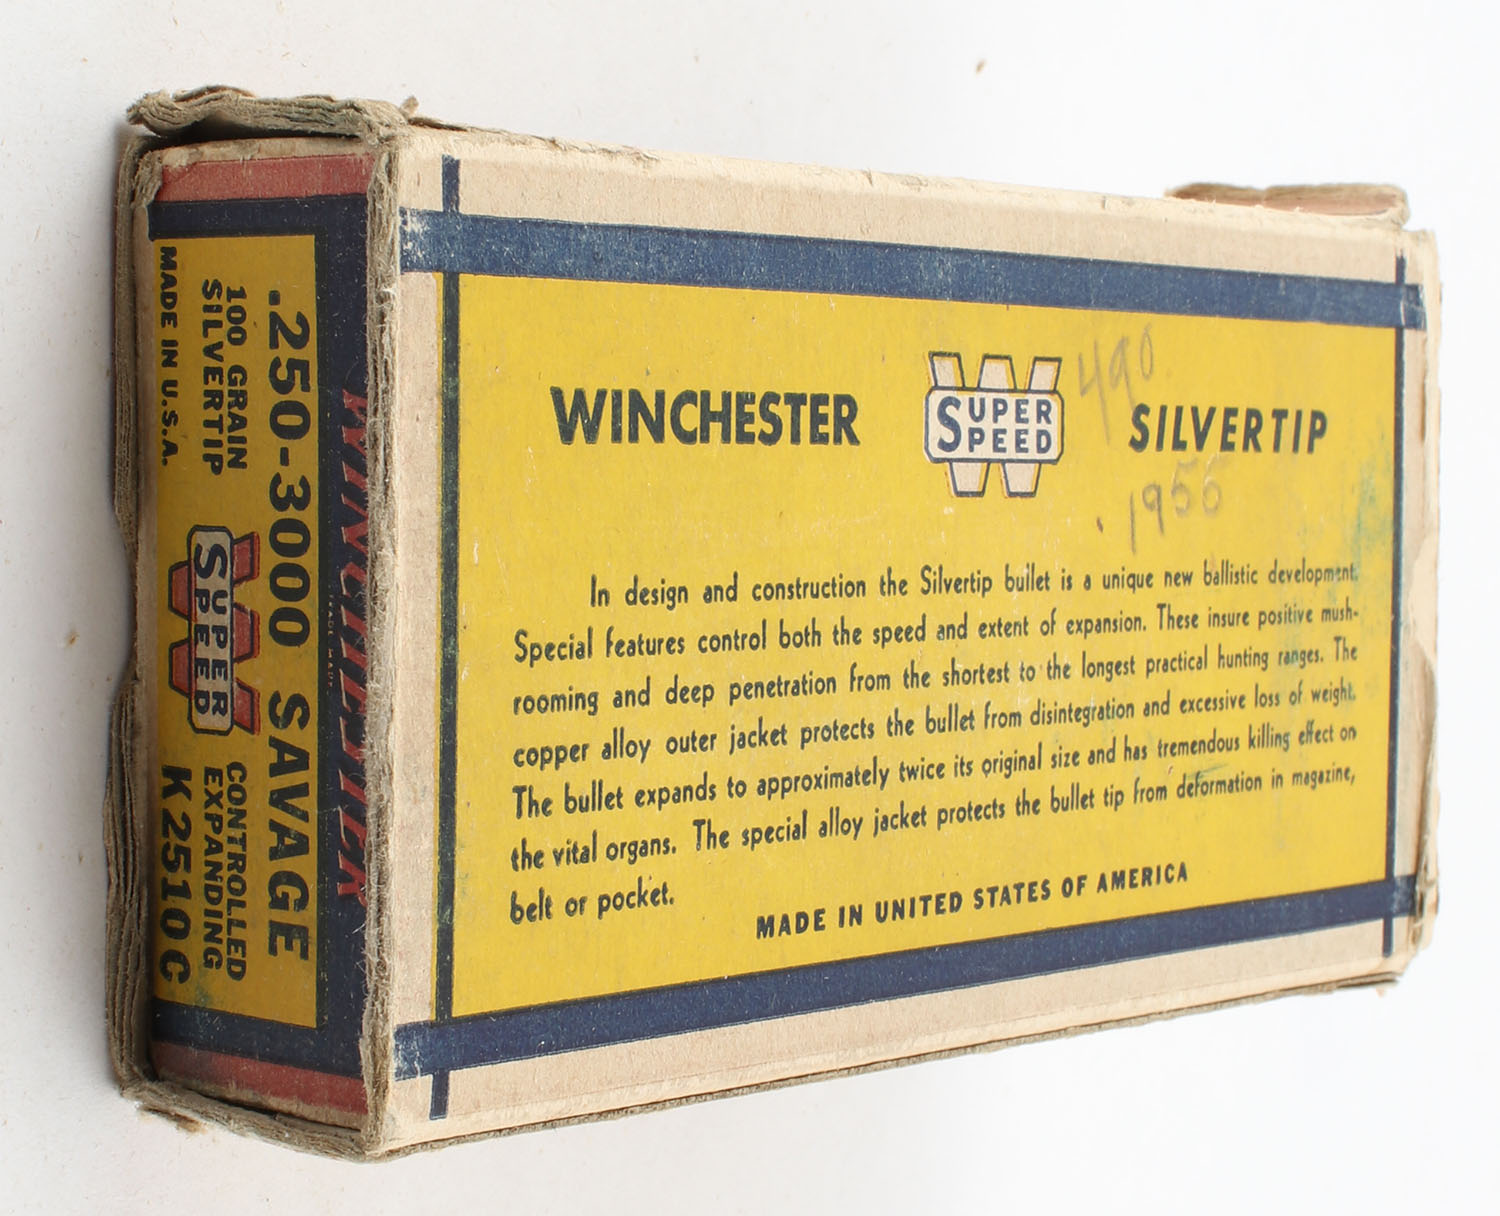 WINCHESTER
SUPER
SPEED
SILVERTIP
490
1955
In design and construction the Silvertip bullet is a unique new ballistic development.
Special features control both the speed and extent of expansion. These insure positive mush-
rooming and deep penetration from the shortest to the longest practical hunting ranges. The
copper alloy outer jacket protects the bullet from disintegration and excessive loss of weight.
The bullet expands to approximately twice its original size and has tremendous killing effect on
the vital organs. The special alloy jacket protects the bullet tip from deformation in magazine,
belt or pocket.
MADE IN UNITED STATES OF AMERICA
WINCHESTER
TRADE MARK
.250-3000 SAVAGE
100 GRAIN
SILVERTIP
SUPER
SPEED
CONTROLLED
EXPANDING
MADE IN U.S.A.
K2510C